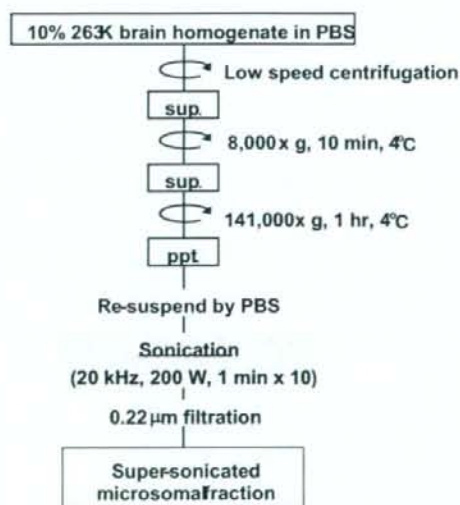 10% 263K brain homogenate in PBS
Low speed centrifugation
sup.
8,000 x g, 10 min, 4°C
sup.
141,000x g, 1 hr, 4°C
ppt.
Re-suspend by PBS
Sonication
(20 kHz, 200 W, 1 min x 10)
0.22 µm filtration
Super-sonicated
microsomal fraction